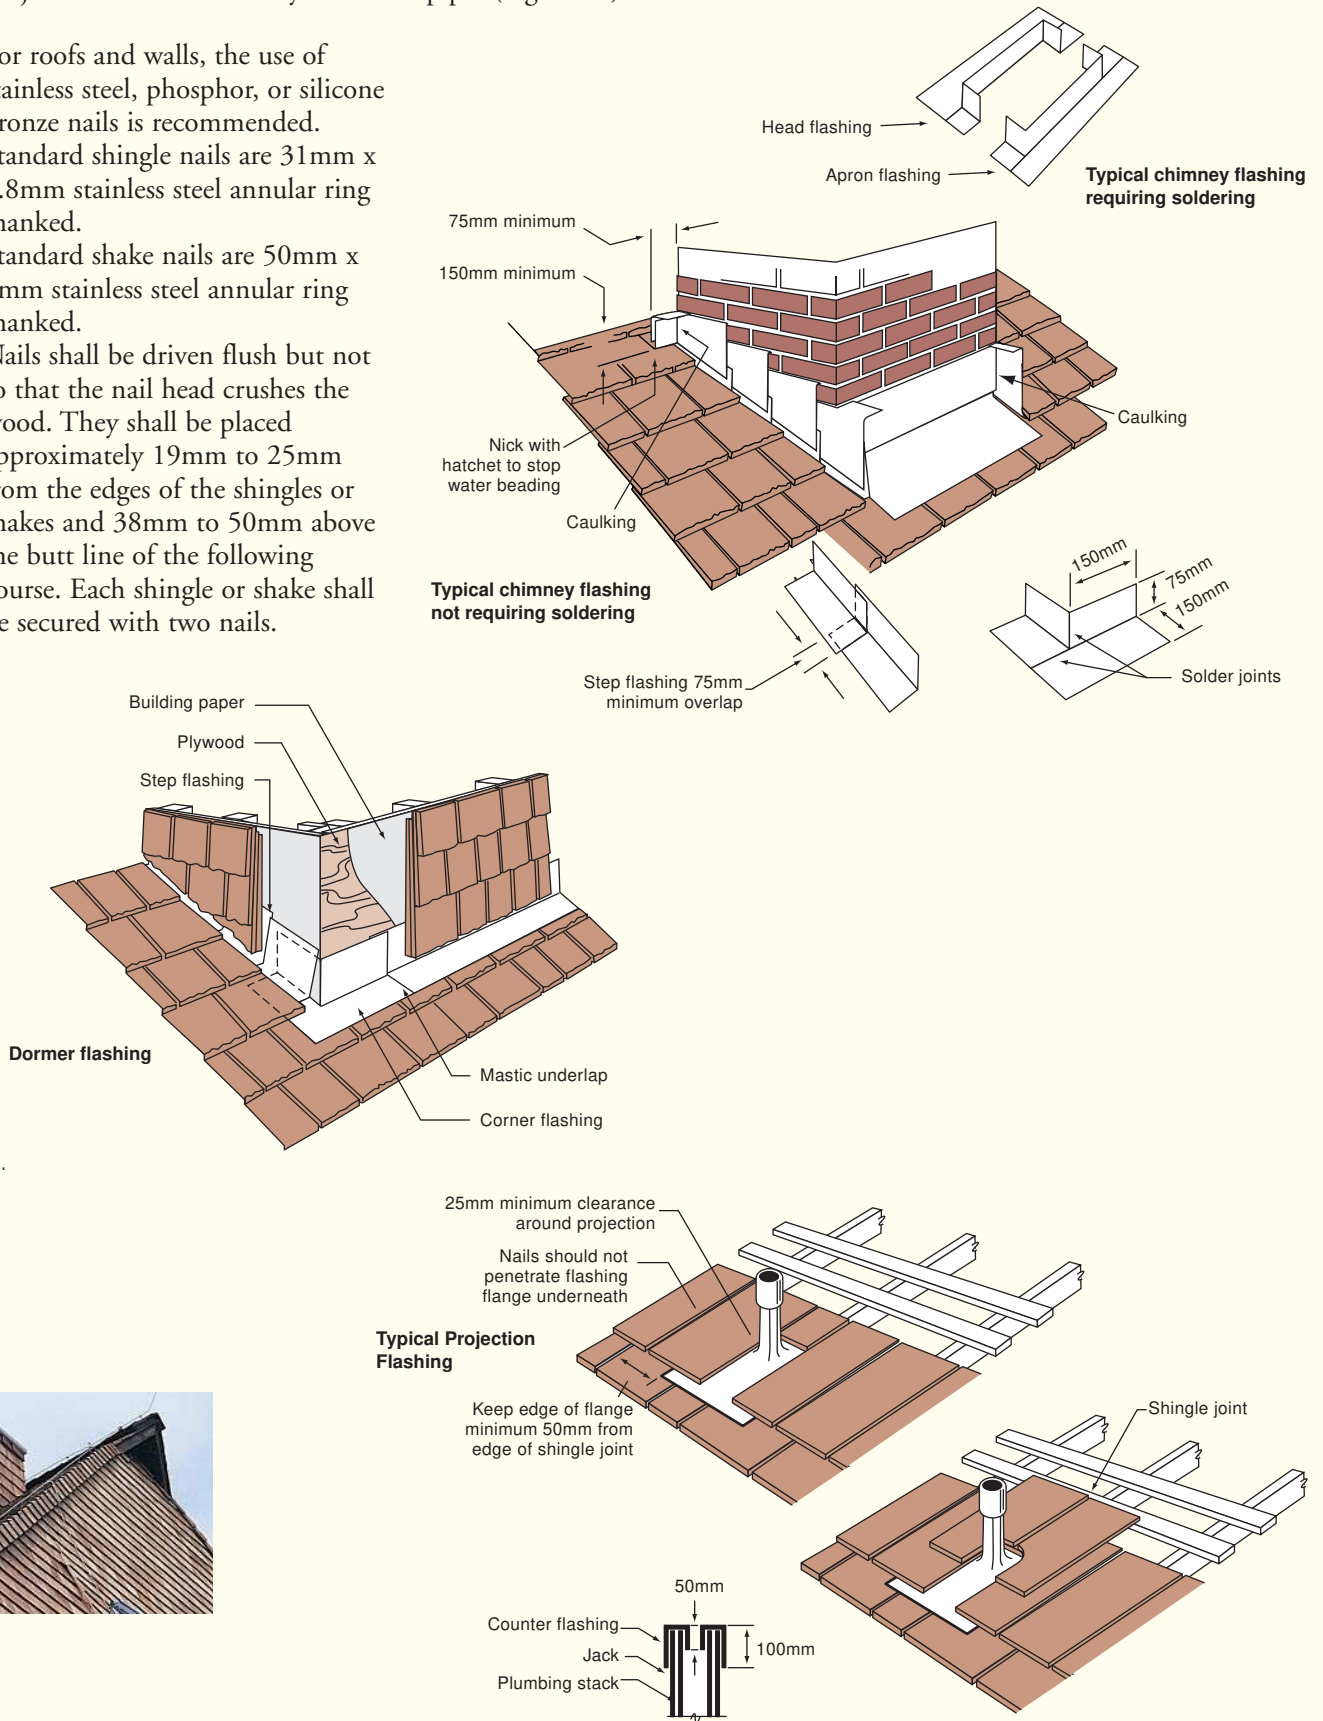 or roofs and walls, the use of
tainless steel, phosphor, or silicone
ronze nails is recommended.
tandard shingle nails are 31mm x
.8mm stainless steel annular ring
hanked.
tandard shake nails are 50mm x
mm stainless steel annular ring
hanked.
Nails shall be driven flush but not
o that the nail head crushes the
ood. They shall be placed
pproximately 19mm to 25mm
rom the edges of the shingles or
hakes and 38mm to 50mm above
he butt line of the following
ourse. Each shingle or shake shall
e secured with two nails.
Head flashing
Apron flashing
Typical chimney flashing
requiring soldering
75mm minimum
150mm minimum
Nick with
hatchet to stop
water beading
Caulking
Caulking
Typical chimney flashing
not requiring soldering
Step flashing 75mm
minimum overlap
150mm
75mm
150mm
Solder joints
Building paper
Plywood
Step flashing
Dormer flashing
Mastic underlap
Corner flashing
25mm minimum clearance
around projection
Nails should not
penetrate flashing
flange underneath
Typical Projection
Flashing
Keep edge of flange
minimum 50mm from
edge of shingle joint
Shingle joint
50mm
Counter flashing
100mm
Jack
Plumbing stack